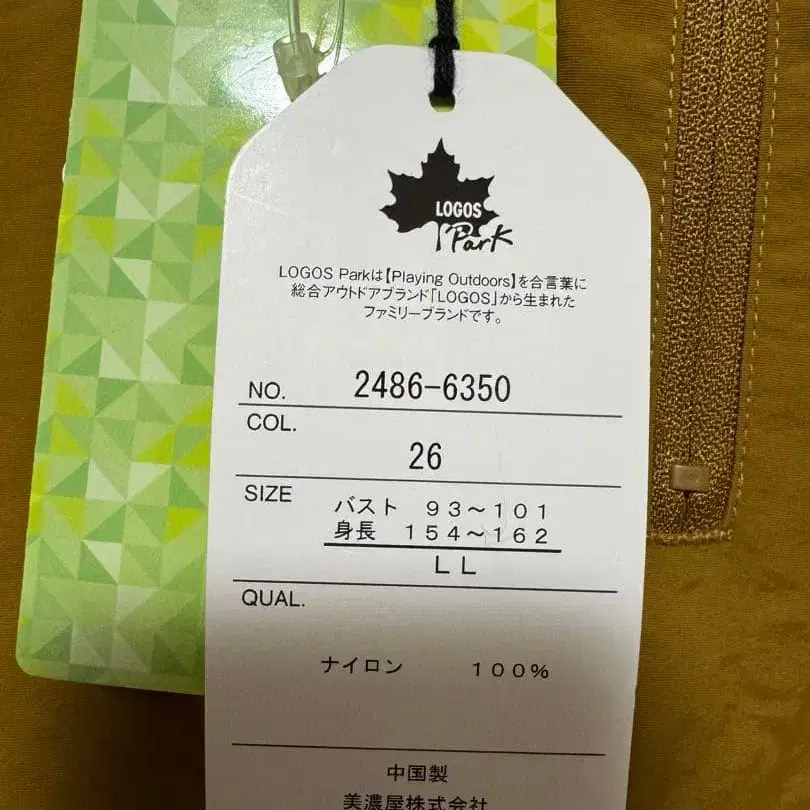 LOGOS
Park
LOGOS Parkは【Playing Outdoors】を合言葉に
総合アウトドアブランド「LOGOS」から生まれた
ファミリーブランドです。
NO. 2486-6350
COL.
26
SIZE
バスト 93～101
身長 154～162
LL
QUAL.
ナイロン 100%
中国製
美濃屋株式会社